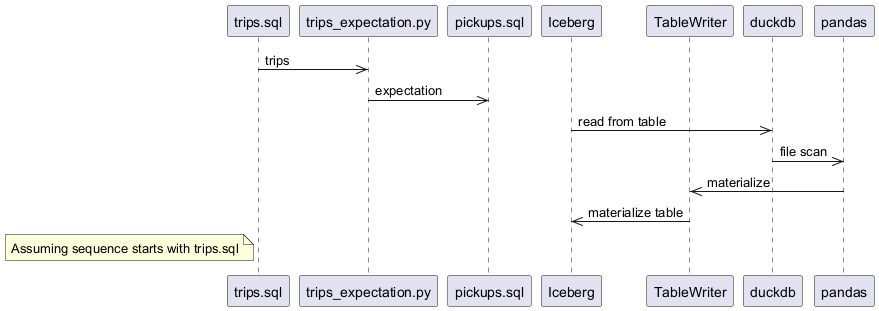 trips.sql trips_expectation.py pickups.sql Iceberg TableWriter duckdb pandas
trips
expectation
read from table
file scan
materialize
materialize table
Assuming sequence starts with trips.sql
trips.sql trips_expectation.py pickups.sql Iceberg TableWriter duckdb pandas